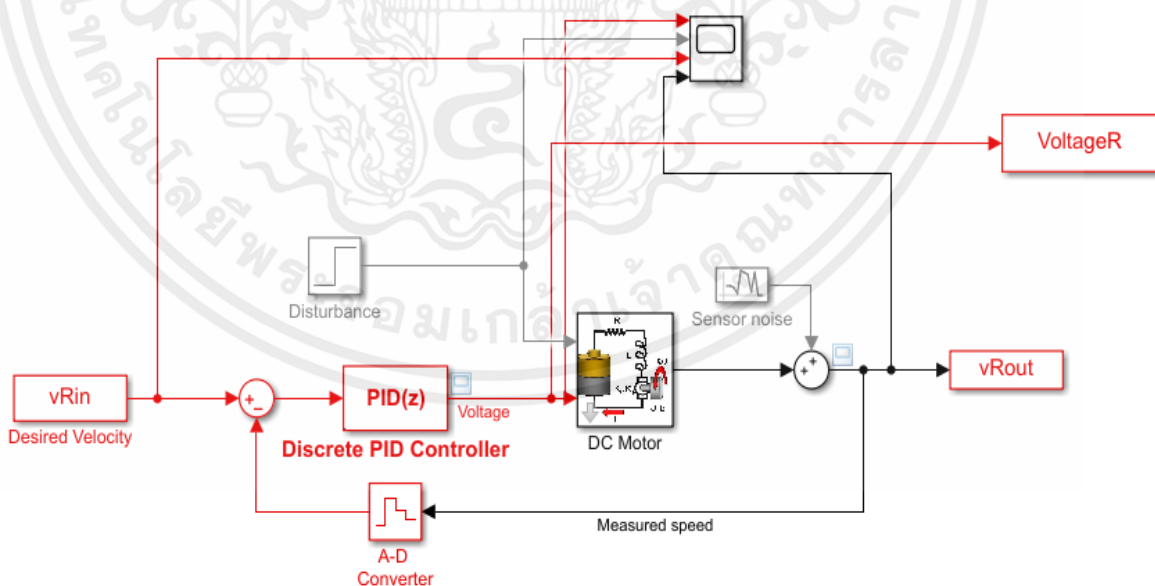 VoltageR
Disturbance
Sensor noise
R
vRin
Desired Velocity
PID(z)
Voltage
Discrete PID Controller
DC Motor
vRout
Measured speed
A-D
Converter